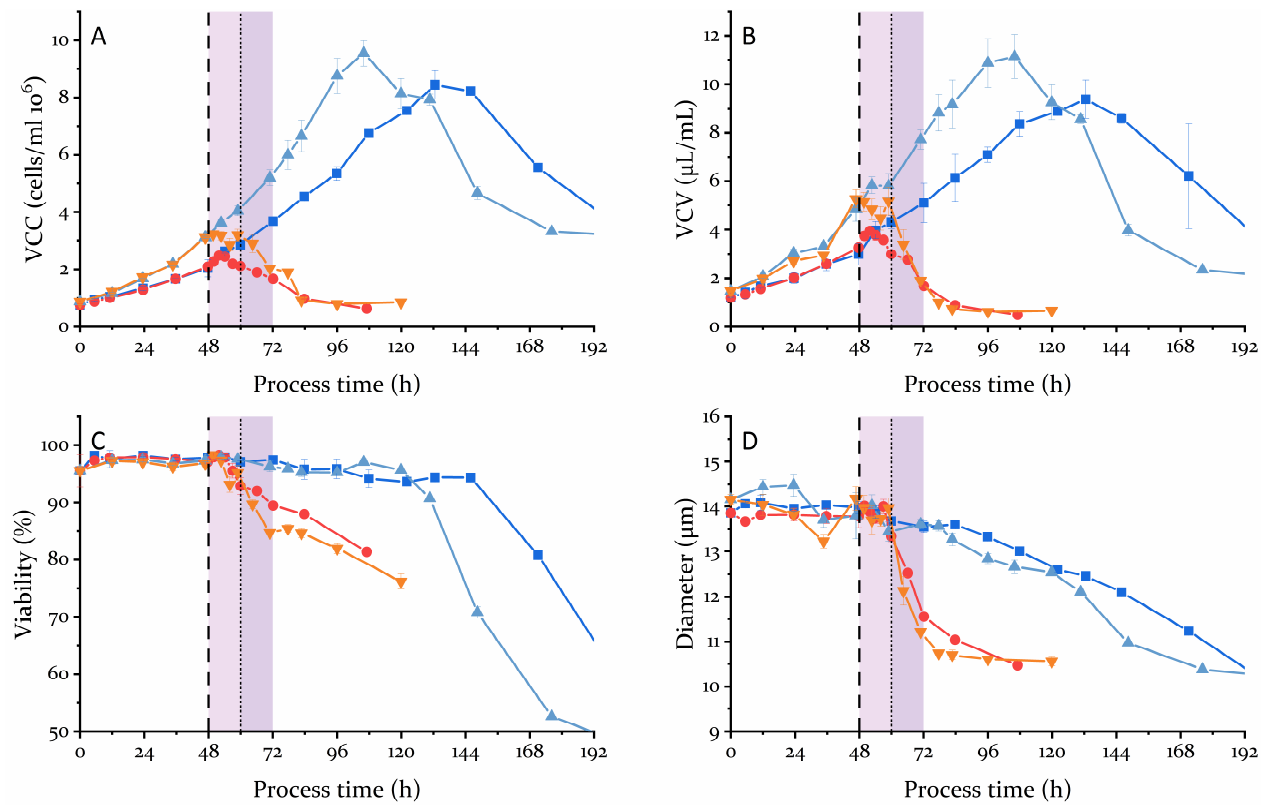 A
B
VCC (cells/ml 10⁶)
10
8
6
4
2
0
0 24 48 72 96 120 144 168 192
Process time (h)
VCV (µL/mL)
12
10
8
6
4
2
0
0 24 48 72 96 120 144 168 192
Process time (h)
C
D
Viability (%)
100
90
80
70
60
50
0 24 48 72 96 120 144 168 192
Process time (h)
Diameter (µm)
16
15
14
13
12
11
10
9
0 24 48 72 96 120 144 168 192
Process time (h)